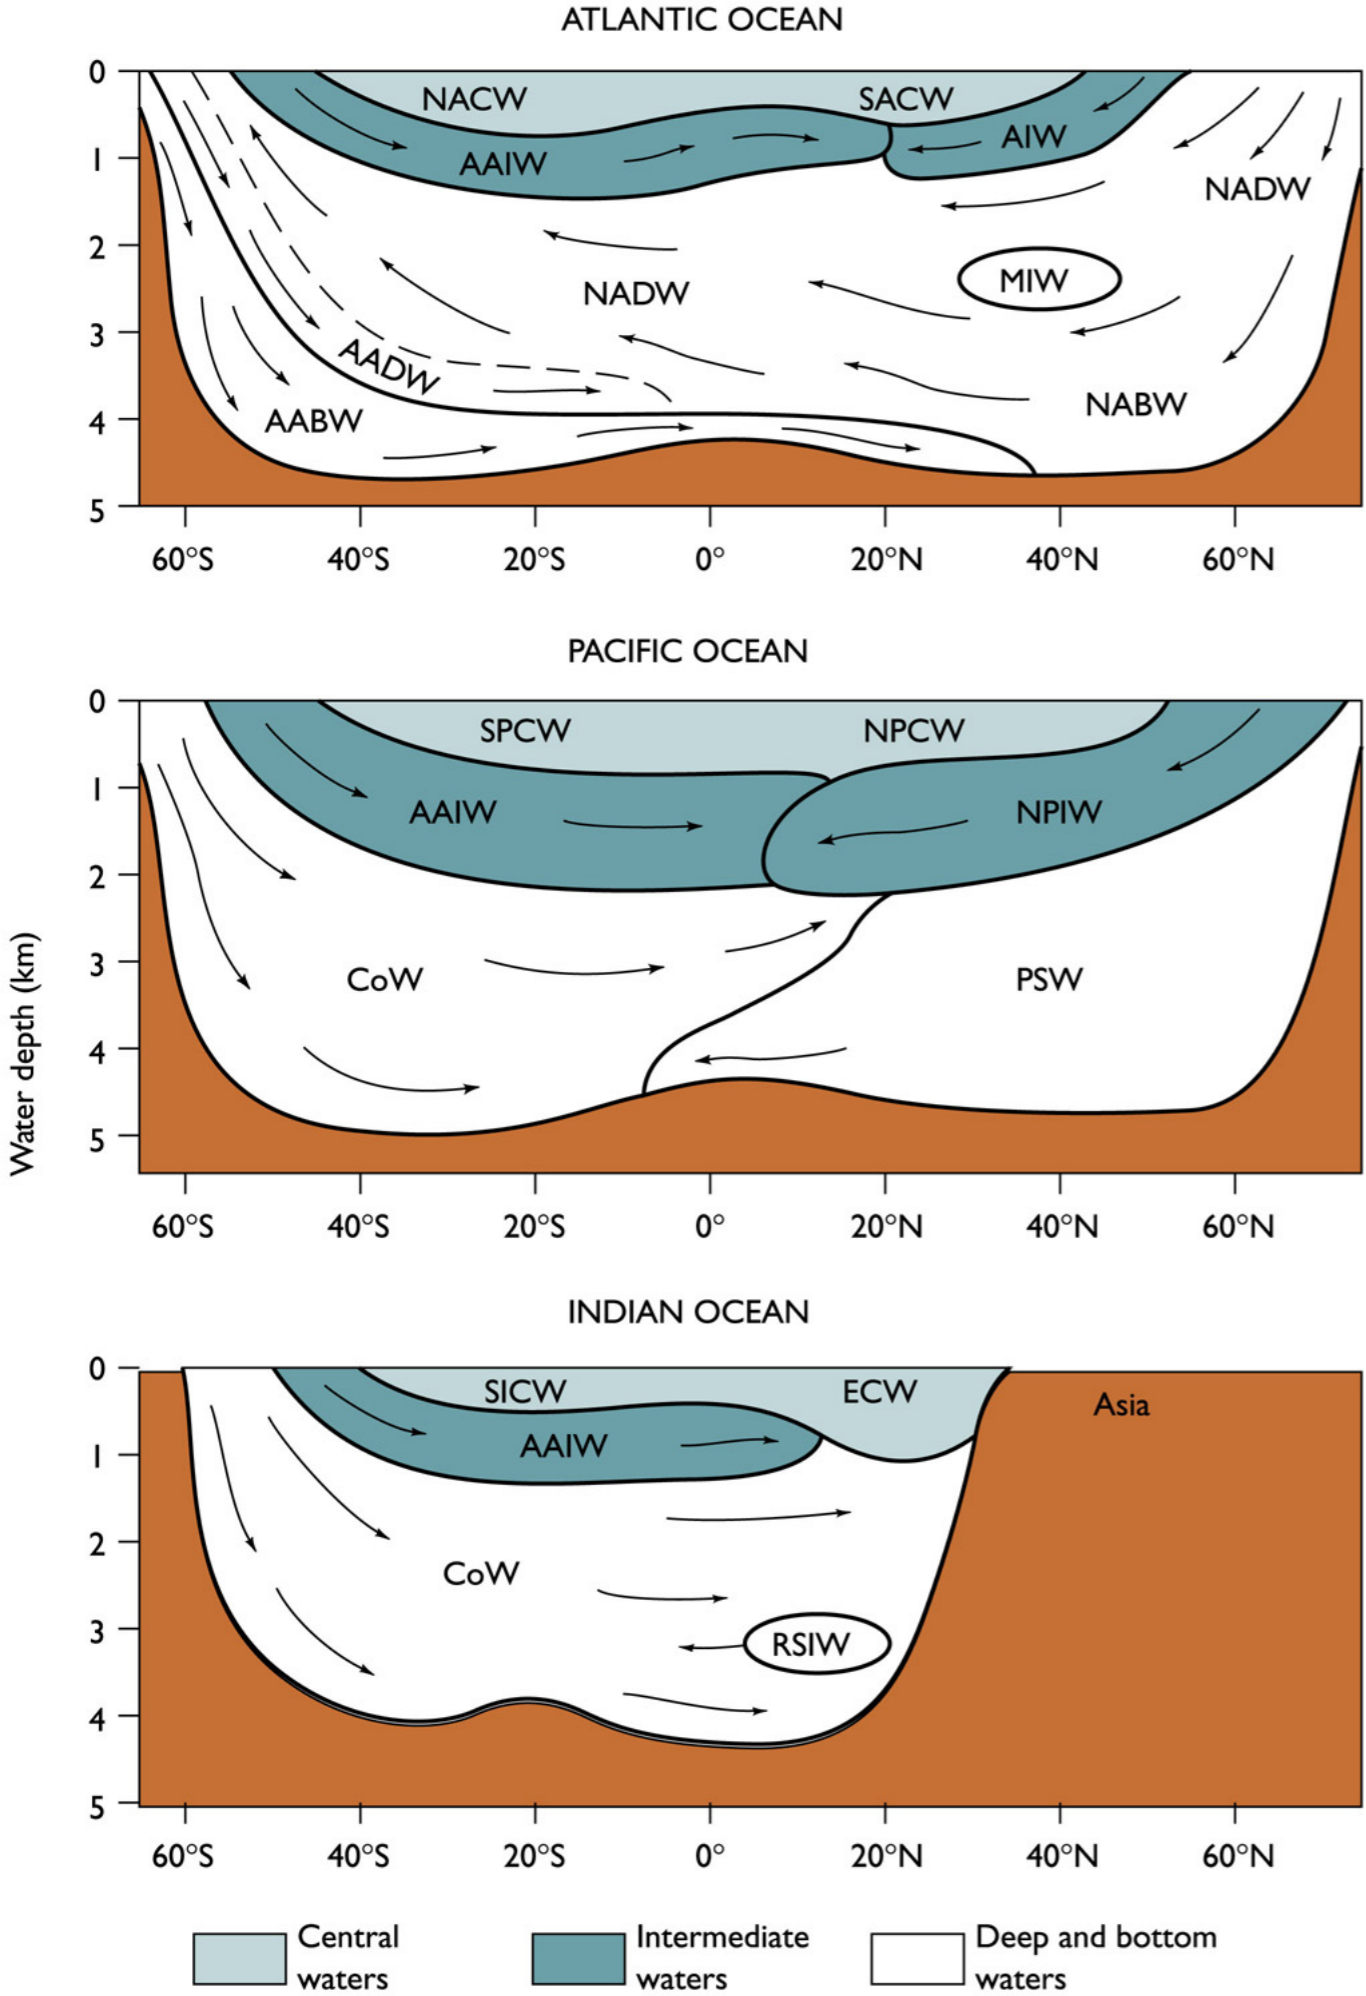 ATLANTIC OCEAN
0
NACW
SACW
AAIW
AIW
1
NADW
2
NADW
MIW
3
AADW
NABW
4
AABW
5
60°S 40°S 20°S 0° 20°N 40°N 60°N
PACIFIC OCEAN
0
SPCW
NPCW
1
AAIW
NPIW
2
3
CoW
PSW
4
5
60°S 40°S 20°S 0° 20°N 40°N 60°N
Water depth (km)
INDIAN OCEAN
0
SICW
ECW
Asia
1
AAIW
2
CoW
3
RSIW
4
5
60°S 40°S 20°S 0° 20°N 40°N 60°N
Central
waters
Intermediate
waters
Deep and bottom
waters